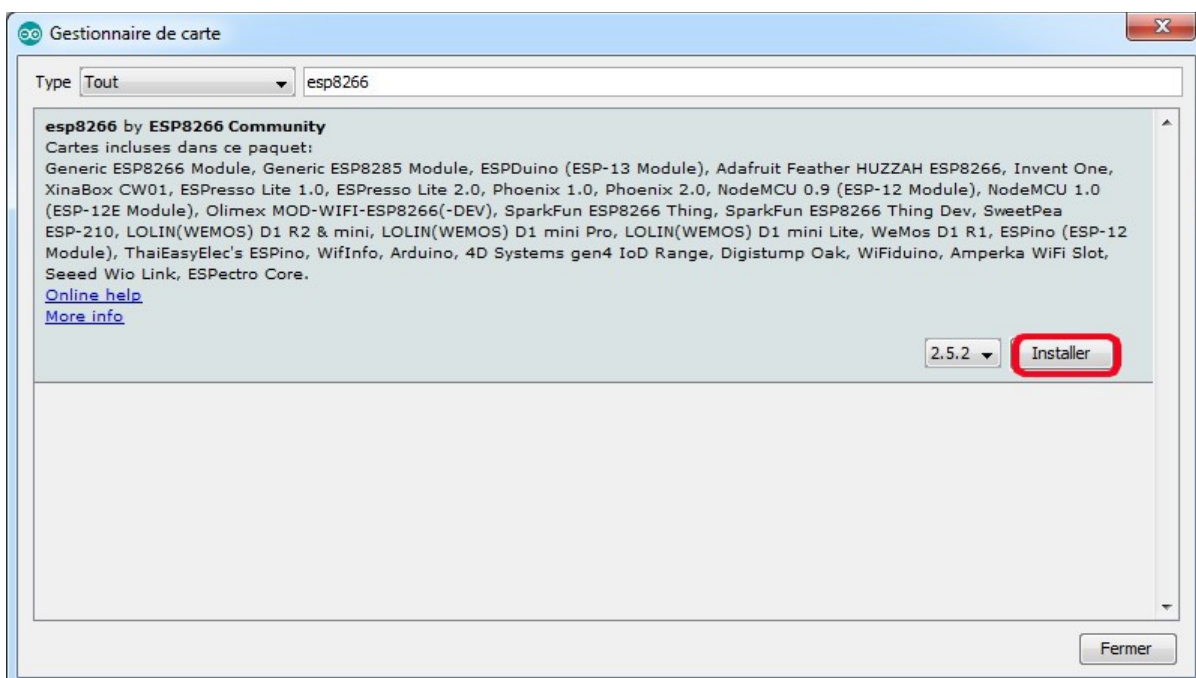 Gestionnaire de carte
Type Tout esp8266
esp8266 by ESP8266 Community
Cartes incluses dans ce paquet:
Generic ESP8266 Module, Generic ESP8285 Module, ESPDuino (ESP-13 Module), Adafruit Feather HUZZAH ESP8266, Invent One,
XinaBox CW01, ESPresso Lite 1.0, ESPresso Lite 2.0, Phoenix 1.0, Phoenix 2.0, NodeMCU 0.9 (ESP-12 Module), NodeMCU 1.0
(ESP-12E Module), Olimex MOD-WIFI-ESP8266(-DEV), SparkFun ESP8266 Thing, SparkFun ESP8266 Thing Dev, SweetPea
ESP-210, LOLIN(WEMOS) D1 R2 & mini, LOLIN(WEMOS) D1 mini Pro, LOLIN(WEMOS) D1 mini Lite, WeMos D1 R1, ESPino (ESP-12
Module), ThaiEasyElec's ESPino, WifInfo, Arduino, 4D Systems gen4 IoD Range, Digistump Oak, WiFiduino, Amperka WiFi Slot,
Seeed Wio Link, ESPectro Core.
Online help
More info
2.5.2 Installer
Fermer